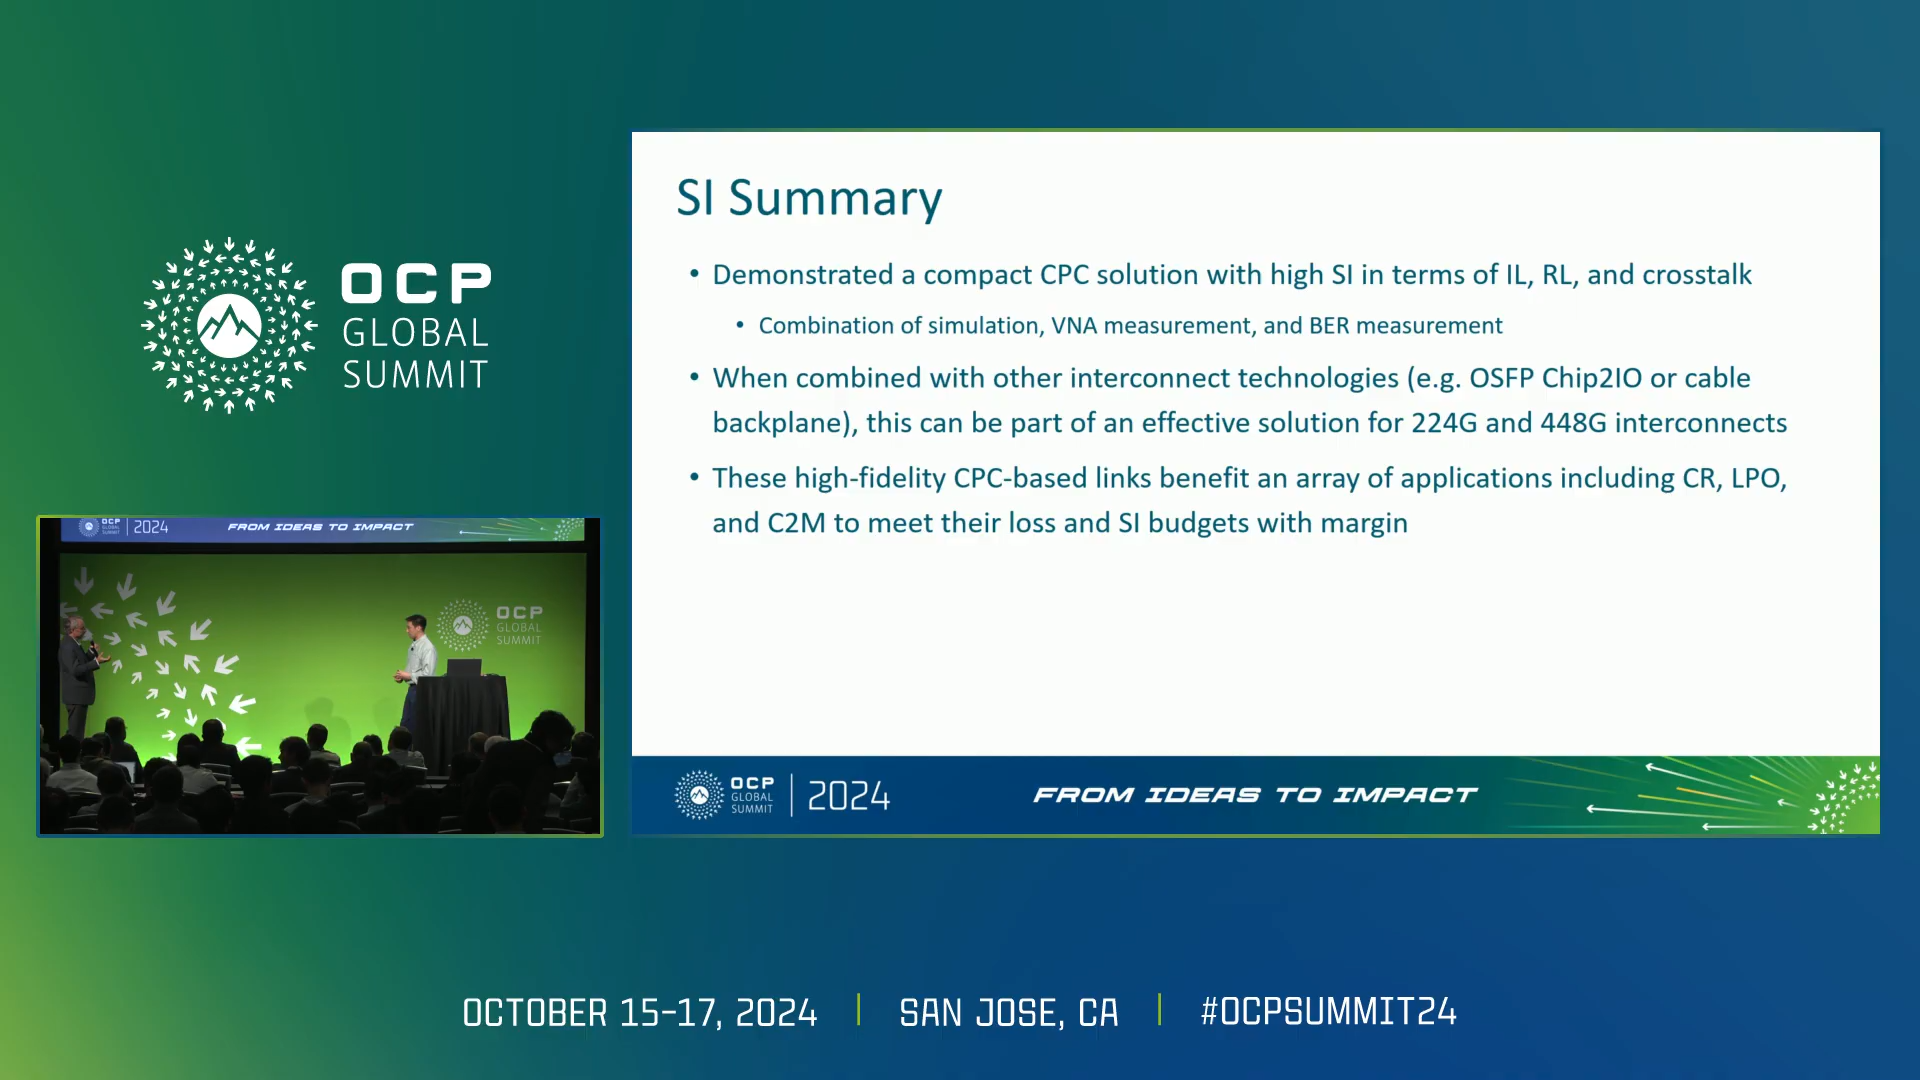 OCP
GLOBAL
SUMMIT
SI Summary
• Demonstrated a compact CPC solution with high SI in terms of IL, RL, and crosstalk
• Combination of simulation, VNA measurement, and BER measurement
• When combined with other interconnect technologies (e.g. OSFP Chip2IO or cable
backplane), this can be part of an effective solution for 224G and 448G interconnects
• These high-fidelity CPC-based links benefit an array of applications including CR, LPO,
and C2M to meet their loss and SI budgets with margin
OCP
GLOBAL
SUMMIT
2024
FROM IDEAS TO IMPACT
OCP
GLOBAL
SUMMIT
2024
FROM IDEAS TO IMPACT
OCP
GLOBAL
SUMMIT
OCTOBER 15-17, 2024 | SAN JOSE, CA | #OCPSUMMIT24